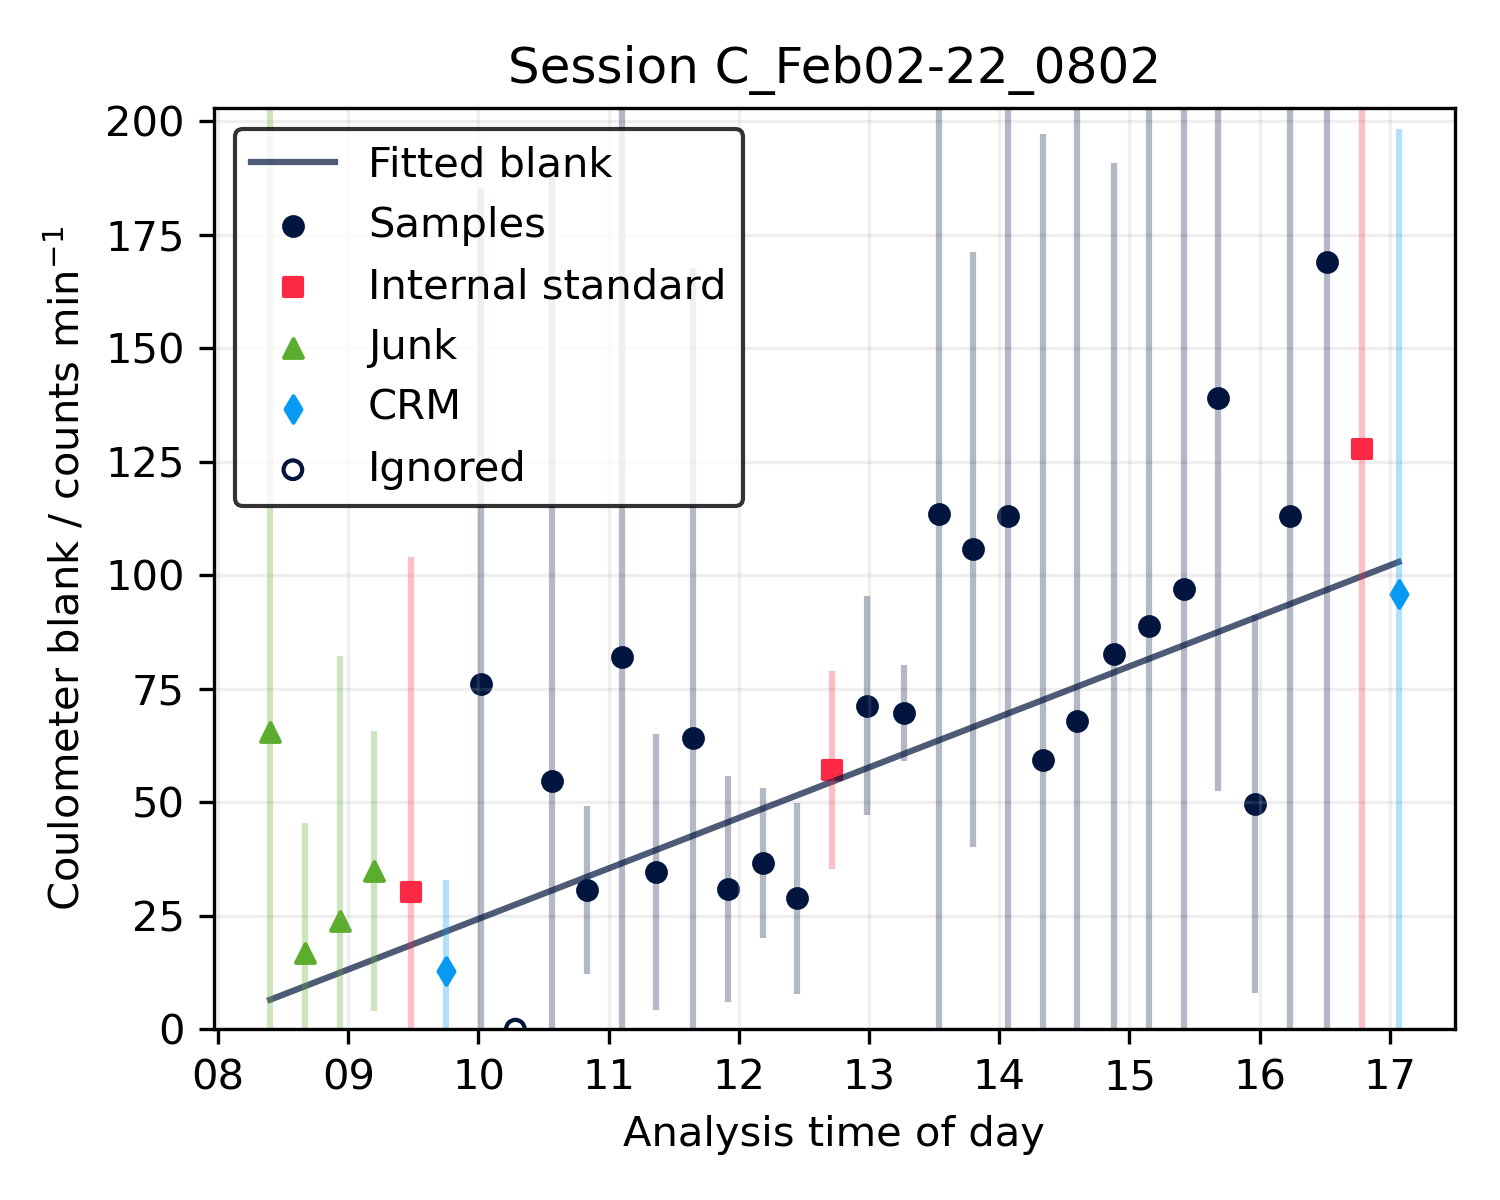 Session C_Feb02-22_0802
Coulometer blank / counts min⁻¹
200
175
150
125
100
75
50
25
0
Fitted blank
Samples
Internal standard
Junk
CRM
Ignored
08 09 10 11 12 13 14 15 16 17
Analysis time of day